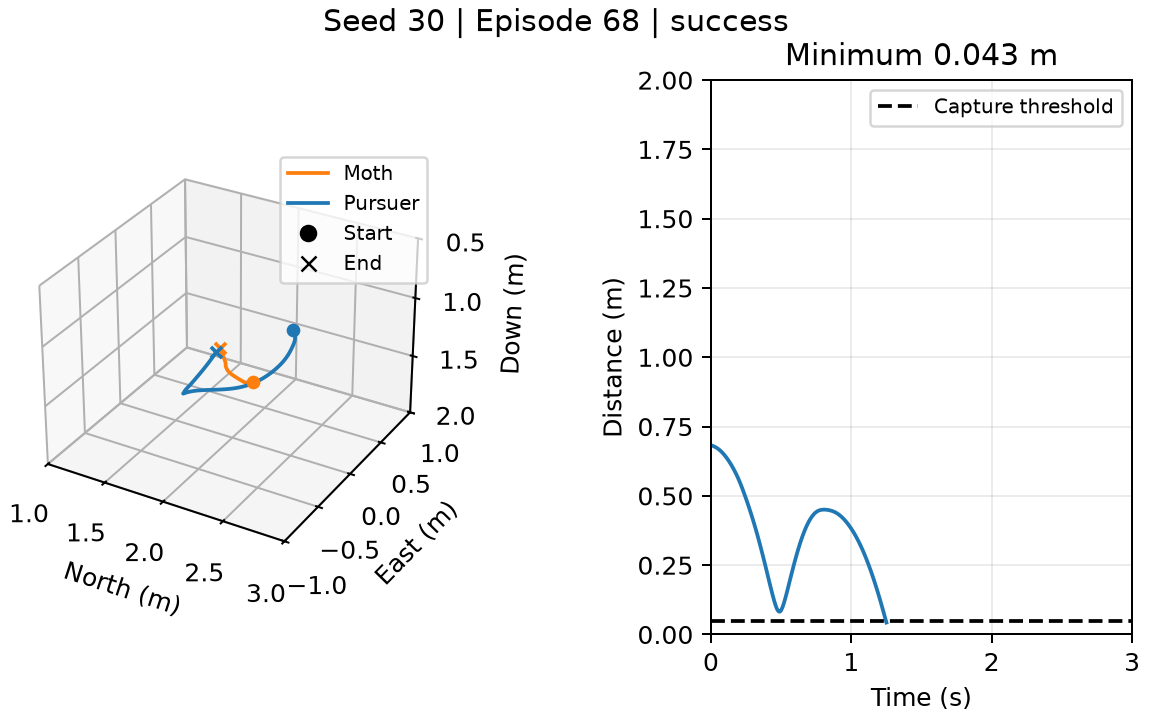 Seed 30 | Episode 68 | success
Moth
Pursuer
Start
End
0.5
1.0
1.5
2.0
Down (m)
1.0
0.5
0.0
−0.5
−1.0
East (m)
1.0
1.5
2.0
2.5
3.0
North (m)
Minimum 0.043 m
Capture threshold
2.00
1.75
1.50
1.25
1.00
0.75
0.50
0.25
0.00
Distance (m)
0
1
2
3
Time (s)